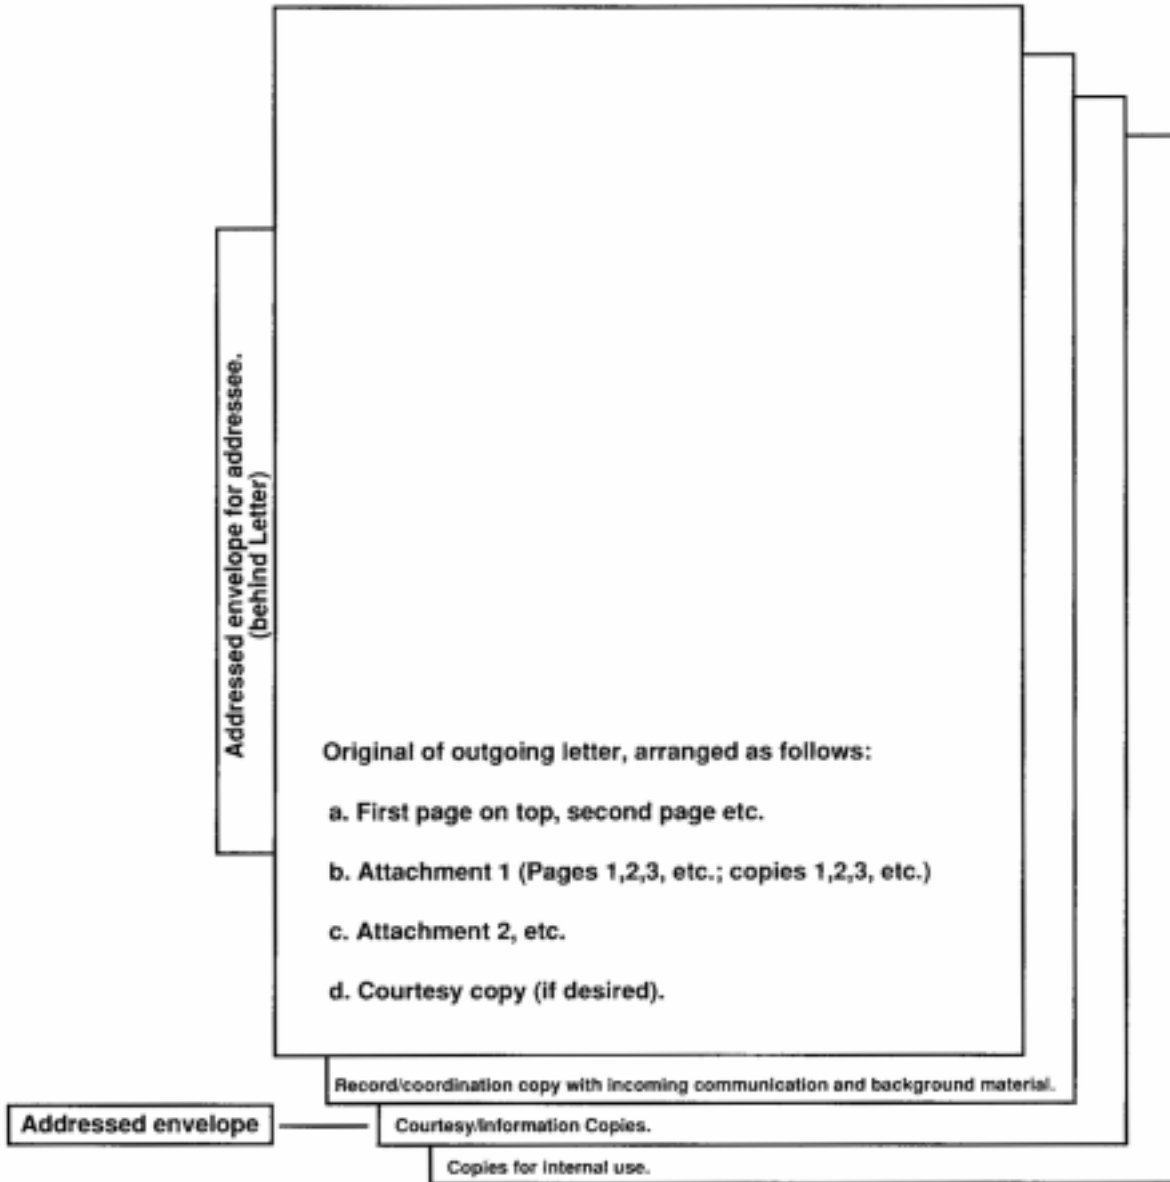 Addressed envelope for addressee.
(behind Letter)
Original of outgoing letter, arranged as follows:
a. First page on top, second page etc.
b. Attachment 1 (Pages 1,2,3, etc.; copies 1,2,3, etc.)
c. Attachment 2, etc.
d. Courtesy copy (if desired).
Record/coordination copy with incoming communication and background material.
Addressed envelope
Courtesy/Information Copies.
Copies for internal use.